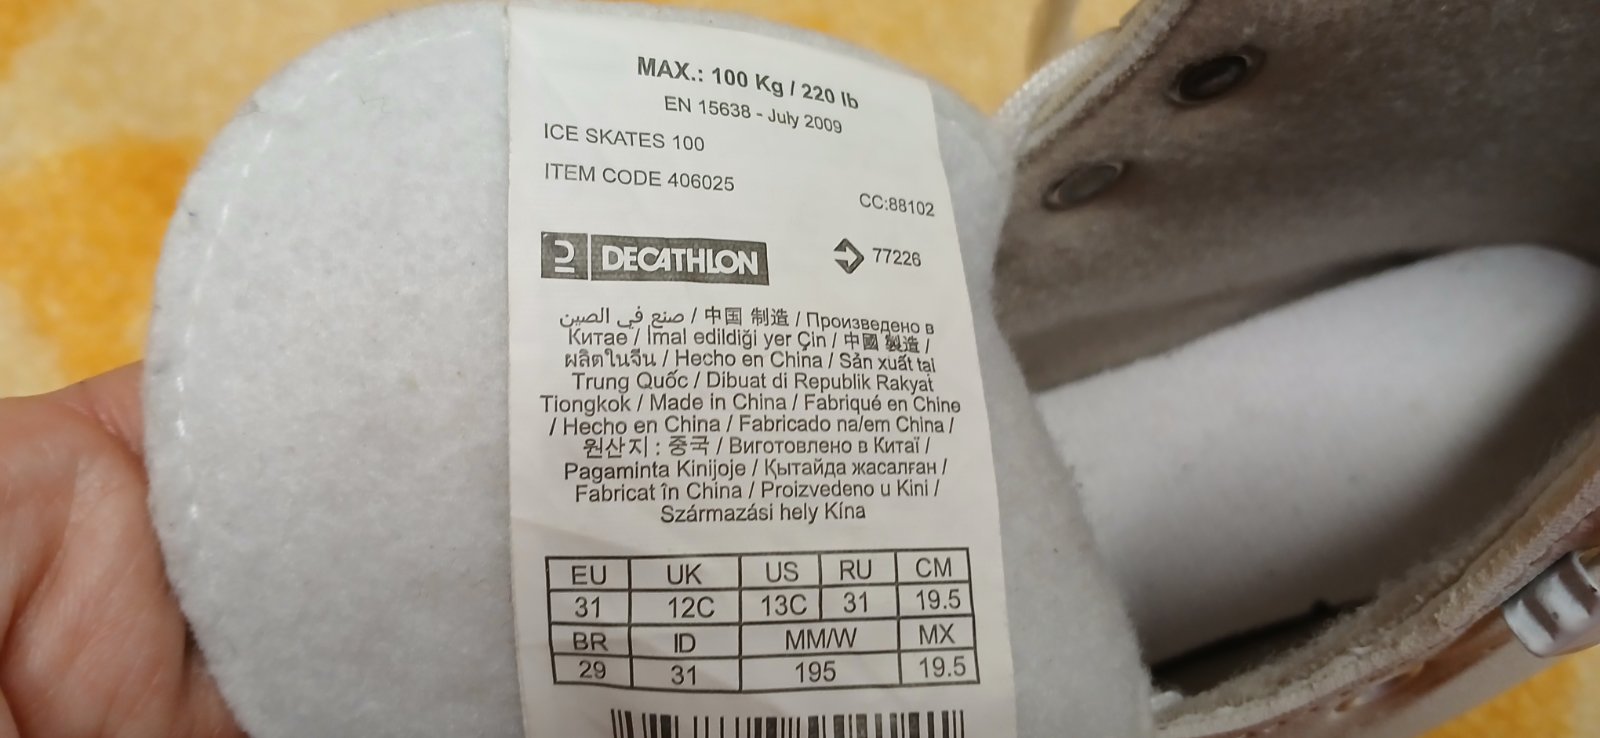 MAX.: 100 Kg / 220 lb
EN 15638 - July 2009
ICE SKATES 100
ITEM CODE 406025
CC:88102
DECATHLON
77226
صنع في الصين / 中国 制造 / Произведено в
Китае / İmal edildiği yer Çin / 中國 製造 /
ผลิตในจีน / Hecho en China / Sản xuất tại
Trung Quốc / Dibuat di Republik Rakyat
Tiongkok / Made in China / Fabriqué en Chine
/ Hecho en China / Fabricado na/em China /
원산지 : 중국 / Виготовлено в Китаї /
Pagaminta Kinijoje / Қытайда жасалған /
Fabricat în China / Proizvedeno u Kini /
Származási hely Kína
EU UK US RU CM
31 12C 13C 31 19.5
BR ID MM/W MX
29 31 195 19.5